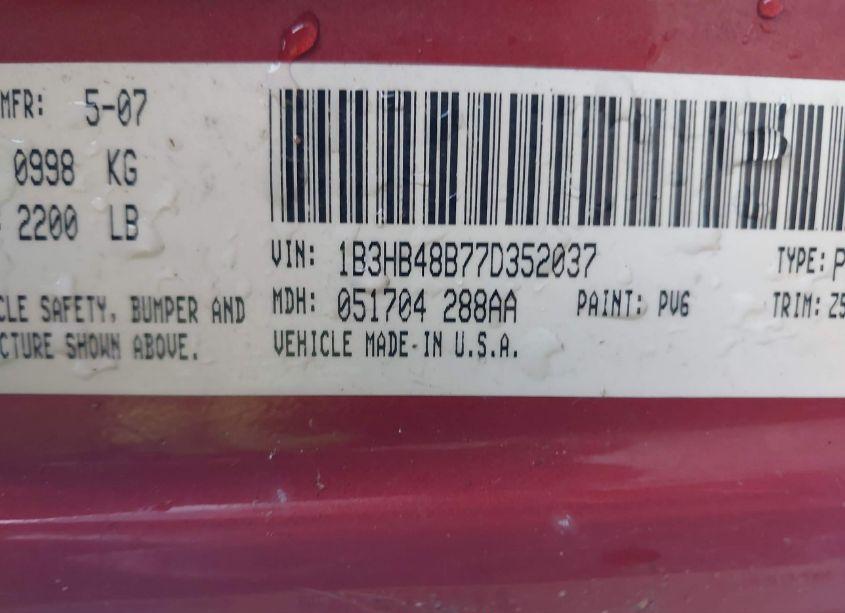 MFR: 5-07
0998 KG
2200 LB
VIN: 1B3HB48B77D352037
TYPE: P
CLE SAFETY, BUMPER AND
MDH: 051704 288AA
PAINT: PV6
TRIM: Z5
CTURE SHOWN ABOVE.
VEHICLE MADE-IN U.S.A.